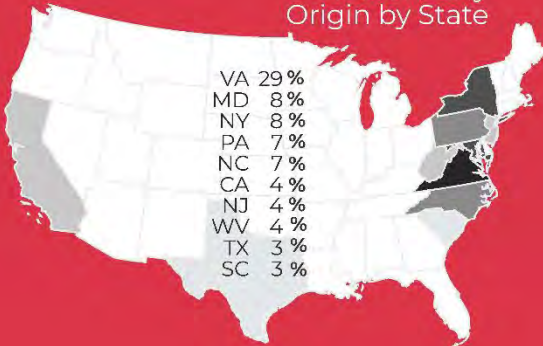 Origin by State
VA 29%
MD 8%
NY 8%
PA 7%
NC 7%
CA 4%
NJ 4%
WV 4%
TX 3%
SC 3%